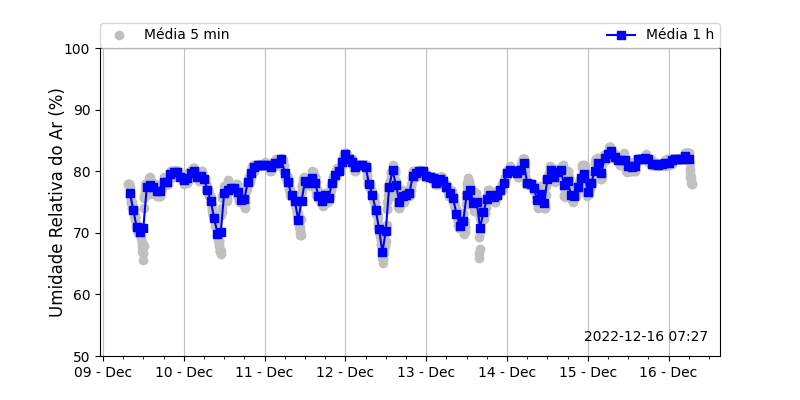 Média 5 min Média 1 h
100
90
80
70
60
50
Umidade Relativa do Ar (%)
2022-12-16 07:27
09 - Dec 10 - Dec 11 - Dec 12 - Dec 13 - Dec 14 - Dec 15 - Dec 16 - Dec